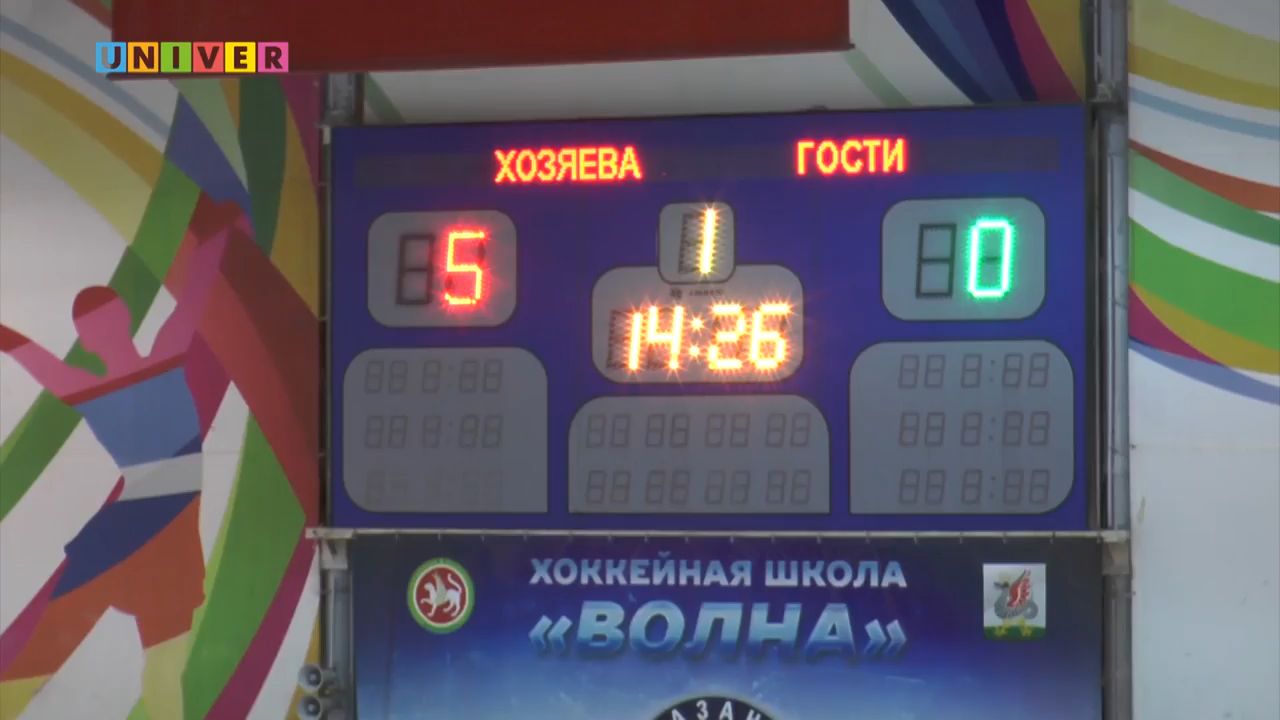 UNIVER
ХОЗЯЕВА ГОСТИ
5 1 0
14:26
ХОККЕЙНАЯ ШКОЛА
«ВОЛНА»